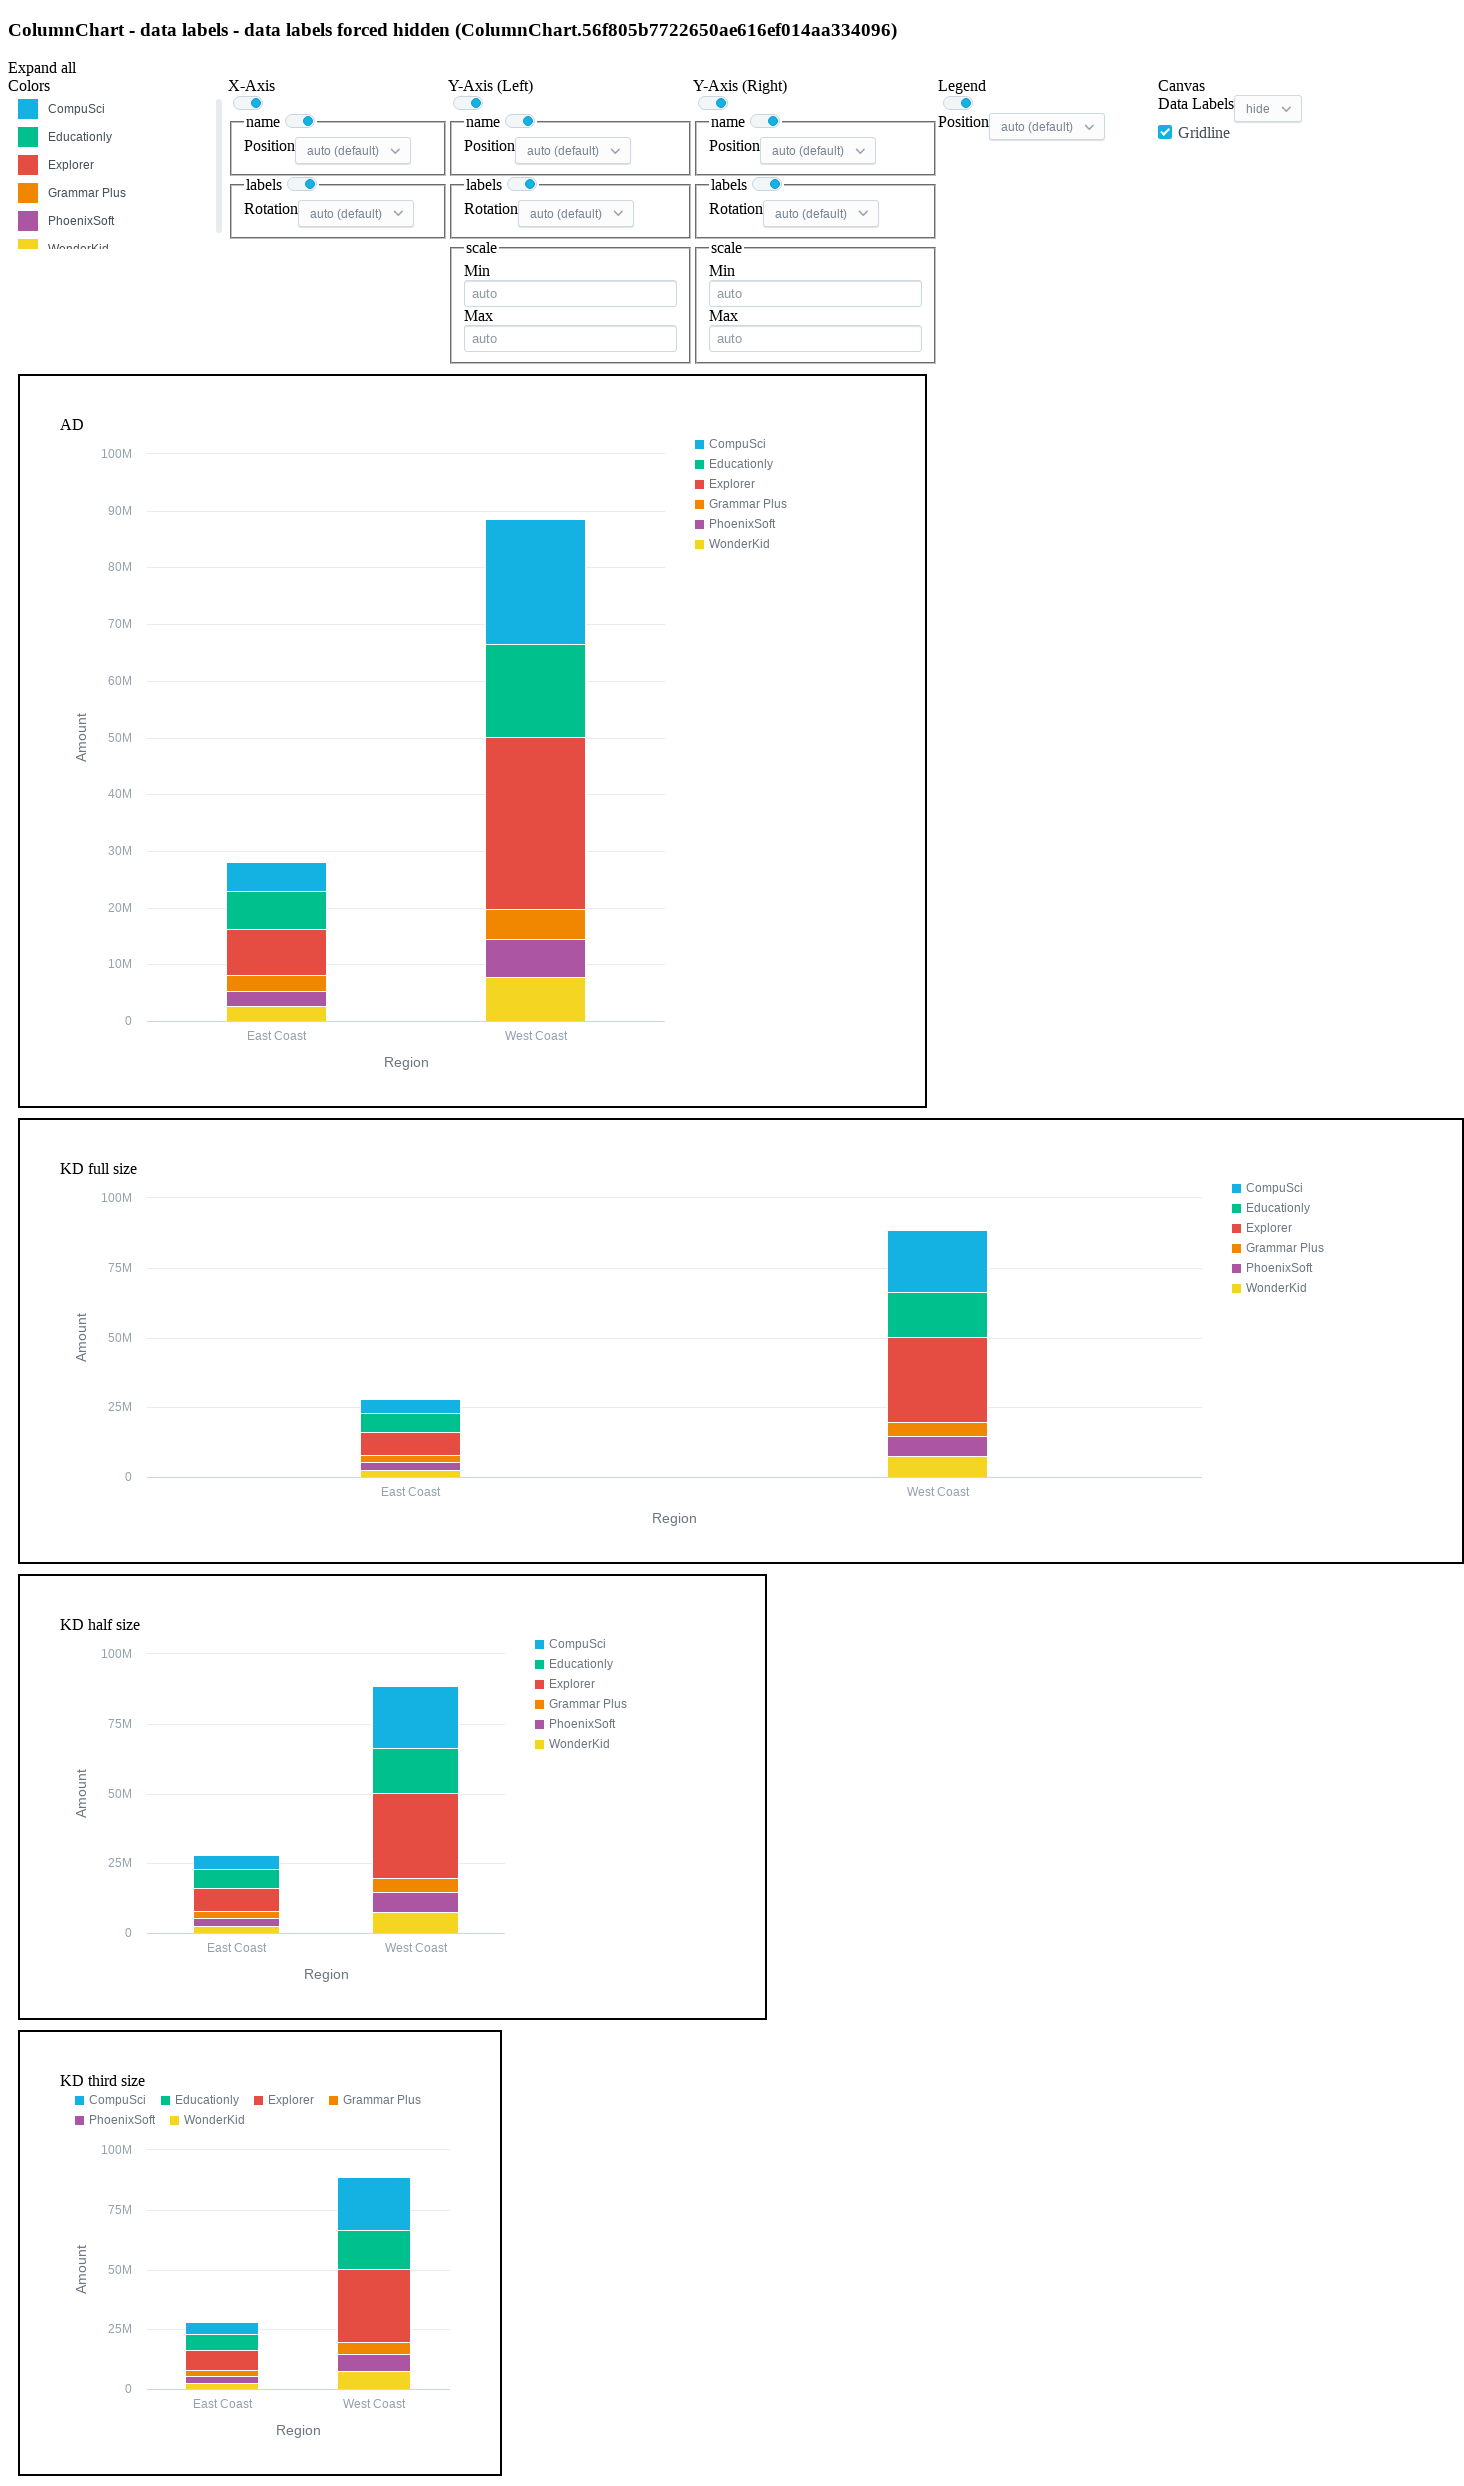 ColumnChart - data labels - data labels forced hidden (ColumnChart.56f805b7722650ae616ef014aa334096)
Expand all
Colors
CompuSci
Educationly
Explorer
Grammar Plus
PhoenixSoft
WonderKid
X-Axis
name
Position auto (default)
labels
Rotation auto (default)
Y-Axis (Left)
name
Position auto (default)
labels
Rotation auto (default)
scale
Min
auto
Max
auto
Y-Axis (Right)
name
Position auto (default)
labels
Rotation auto (default)
scale
Min
auto
Max
auto
Legend
Position auto (default)
Canvas
Data Labels hide
Gridline
AD
100M
90M
80M
70M
60M
50M
40M
30M
20M
10M
0
Amount
East Coast West Coast
Region
CompuSci
Educationly
Explorer
Grammar Plus
PhoenixSoft
WonderKid
KD full size
100M
75M
50M
25M
0
Amount
East Coast West Coast
Region
CompuSci
Educationly
Explorer
Grammar Plus
PhoenixSoft
WonderKid
KD half size
100M
75M
50M
25M
0
Amount
East Coast West Coast
Region
CompuSci
Educationly
Explorer
Grammar Plus
PhoenixSoft
WonderKid
KD third size
CompuSci Educationly Explorer Grammar Plus
PhoenixSoft WonderKid
100M
75M
50M
25M
0
Amount
East Coast West Coast
Region